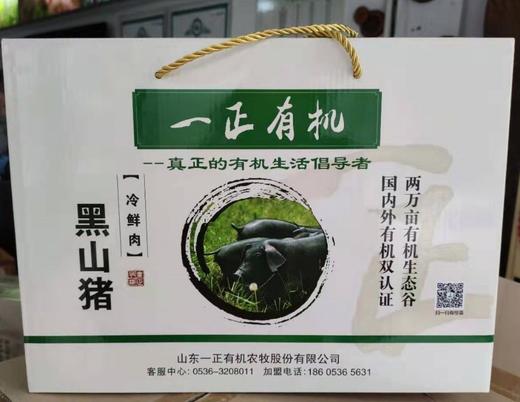 一正有机
--真正的有机生活倡导者
【冷鲜肉】
黑山猪
两万亩有机生态谷
国内外有机双认证
山东一正有机农牧股份有限公司
客服中心: 0536-3208011 加盟电话: 186 0536 5631